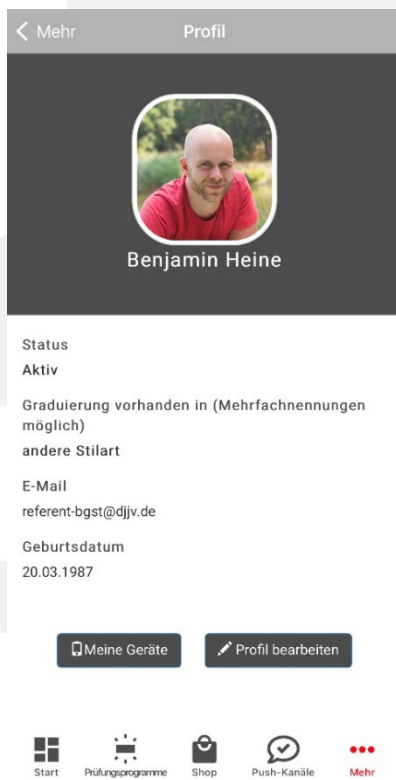 Mehr Profil
Benjamin Heine
Status
Aktiv
Graduierung vorhanden in (Mehrfachnennungen
möglich)
andere Stilart
E-Mail
referent-bgst@djjv.de
Geburtsdatum
20.03.1987
Meine Geräte Profil bearbeiten
Start Prüfungsprogramme Shop Push-Kanäle Mehr